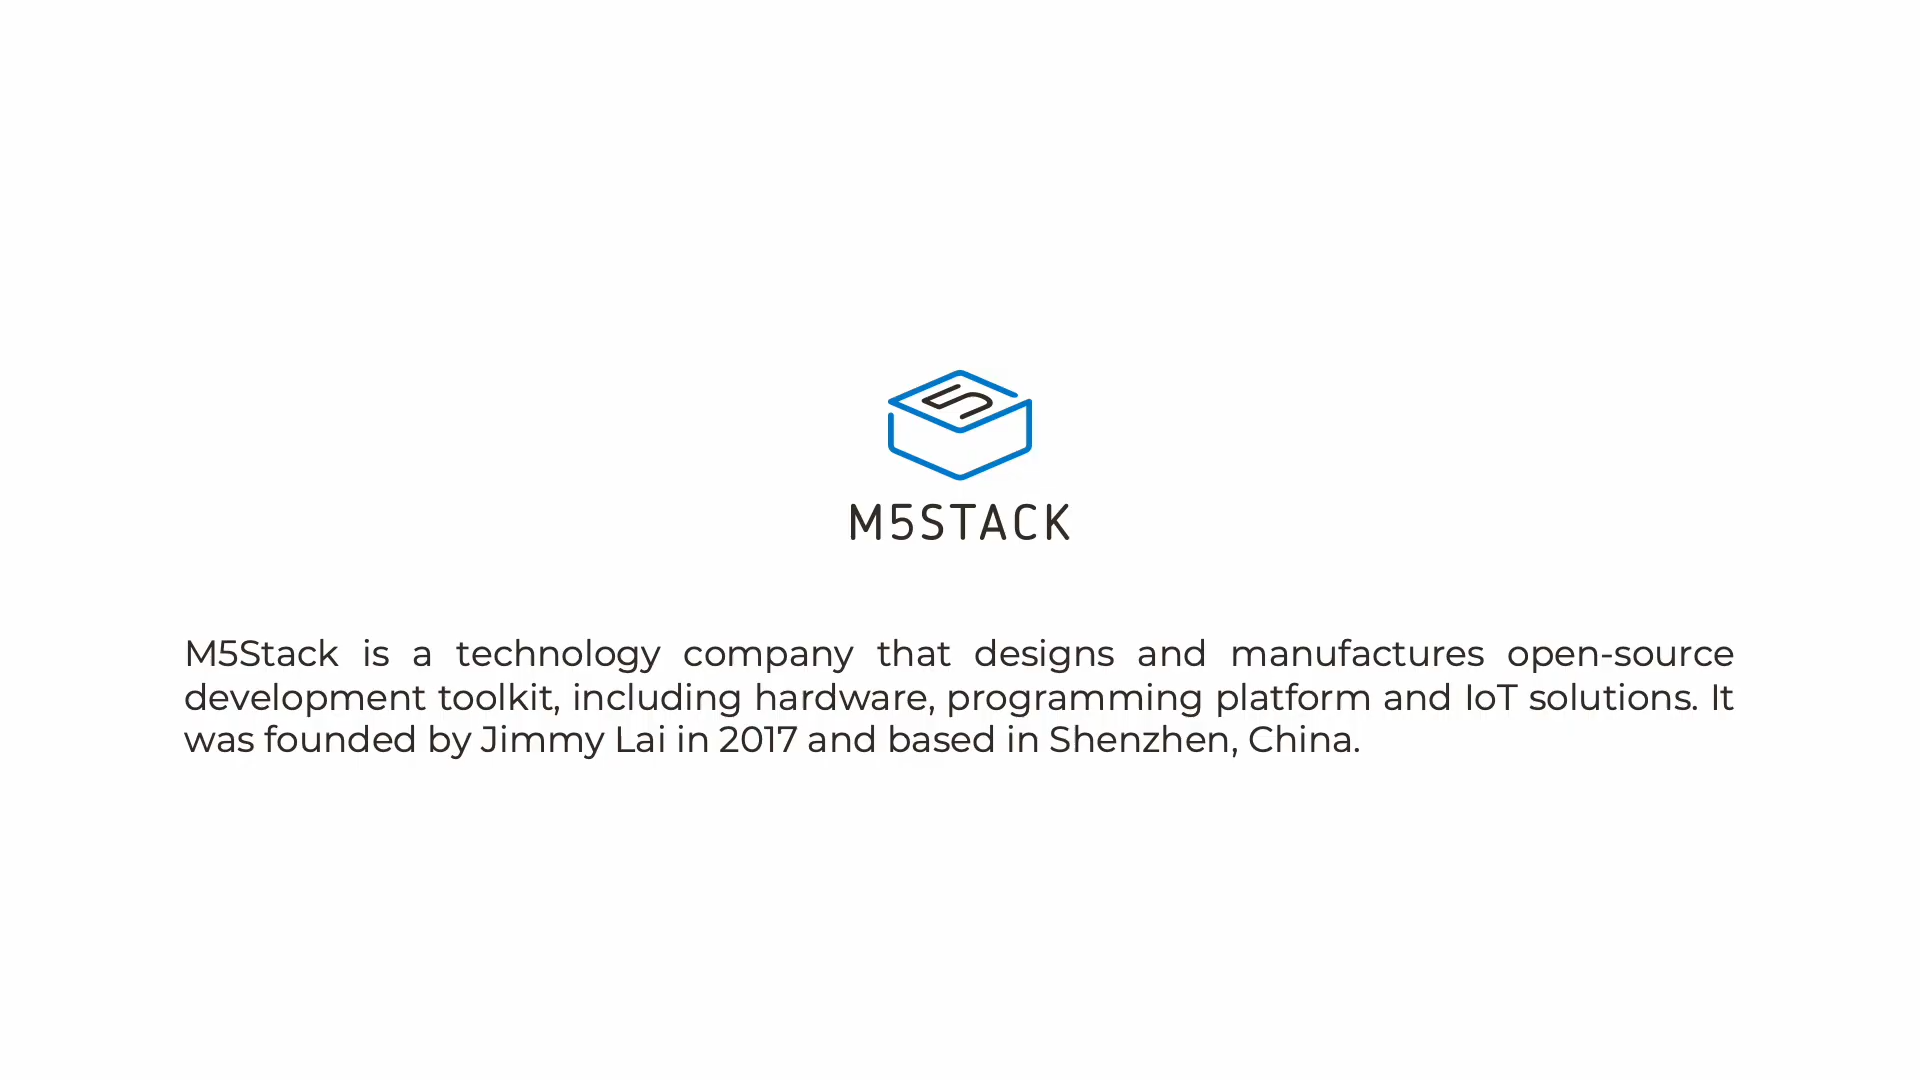 5
M5STACK
M5Stack is a technology company that designs and manufactures open-source
development toolkit, including hardware, programming platform and IoT solutions. It
was founded by Jimmy Lai in 2017 and based in Shenzhen, China.